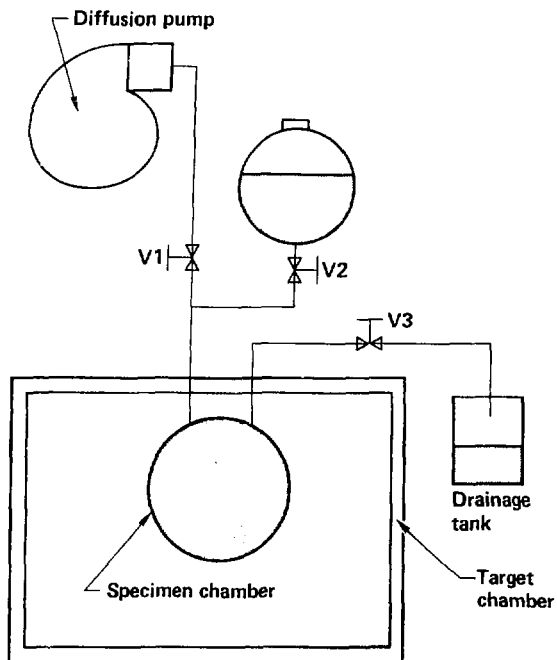 Diffusion pump
V1
V2
V3
Drainage
tank
Specimen chamber
Target
chamber